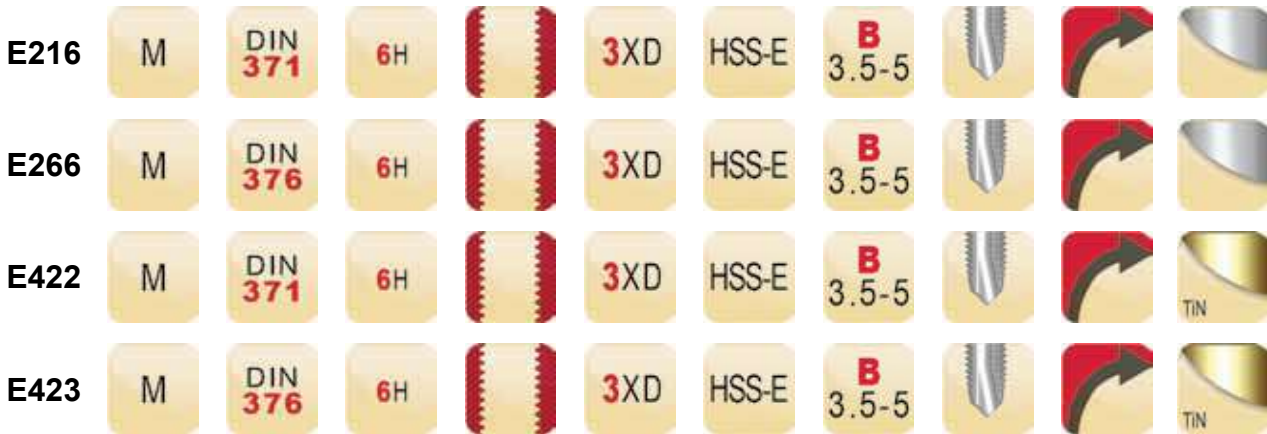 E216 M DIN 371 6H 3XD HSS-E B 3.5-5
E266 M DIN 376 6H 3XD HSS-E B 3.5-5
E422 M DIN 371 6H 3XD HSS-E B 3.5-5 TiN
E423 M DIN 376 6H 3XD HSS-E B 3.5-5 TiN